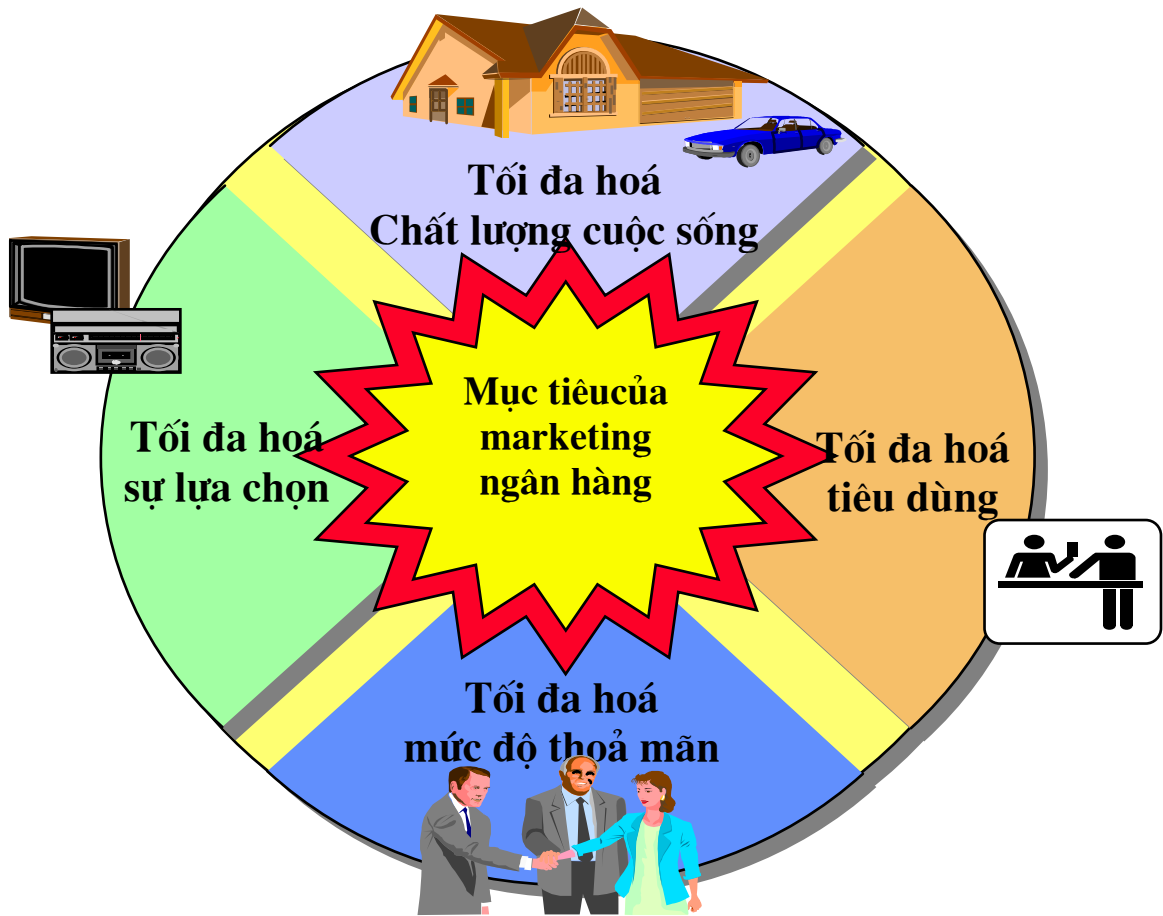 Tối đa hoá
Chất lượng cuộc sống
Mục tiêucủa
marketing
ngân hàng
Tối đa hoá
sự lựa chọn
Tối đa hoá
tiêu dùng
Tối đa hoá
mức độ thoả mãn